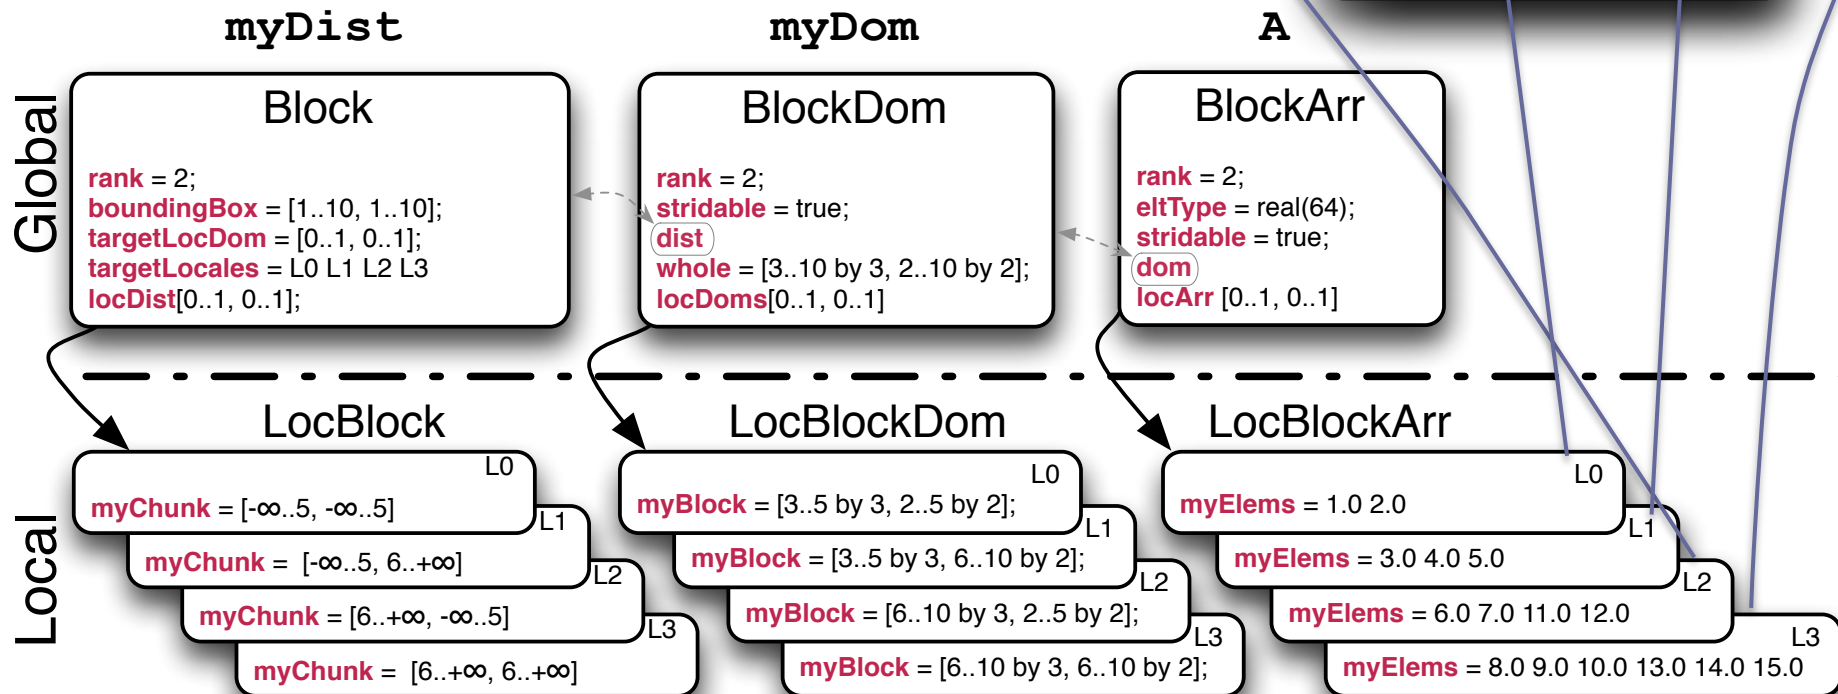 myDist
myDom
A
Global
Block
rank = 2;
boundingBox = [1..10, 1..10];
targetLocDom = [0..1, 0..1];
targetLocales = L0 L1 L2 L3
locDist[0..1, 0..1];
BlockDom
rank = 2;
stridable = true;
dist
whole = [3..10 by 3, 2..10 by 2];
locDoms[0..1, 0..1]
BlockArr
rank = 2;
eltType = real(64);
stridable = true;
dom
locArr [0..1, 0..1]
Local
LocBlock
L0
myChunk = [-∞..5, -∞..5]
L1
myChunk = [-∞..5, 6..+∞]
L2
myChunk = [6..+∞, -∞..5]
L3
myChunk = [6..+∞, 6..+∞]
LocBlockDom
L0
myBlock = [3..5 by 3, 2..5 by 2];
L1
myBlock = [3..5 by 3, 6..10 by 2];
L2
myBlock = [6..10 by 3, 2..5 by 2];
L3
myBlock = [6..10 by 3, 6..10 by 2];
LocBlockArr
L0
myElems = 1.0 2.0
L1
myElems = 3.0 4.0 5.0
L2
myElems = 6.0 7.0 11.0 12.0
L3
myElems = 8.0 9.0 10.0 13.0 14.0 15.0